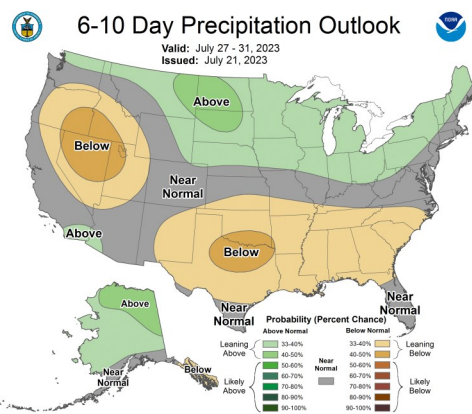 6-10 Day Precipitation Outlook
Valid: July 27 - 31, 2023
Issued: July 21, 2023
NOAA
Above
Below
Near
Normal
Above
Below
Near
Normal
Near
Normal
Above
Near
Normal
Below
Probability (Percent Chance)
Above Normal
Below Normal
Leaning
Above
33-40%
40-50%
50-60%
60-70%
70-80%
80-90%
90-100%
Likely
Above
Near
Normal
33-40%
40-50%
50-60%
60-70%
70-80%
80-90%
90-100%
Leaning
Below
Likely
Below